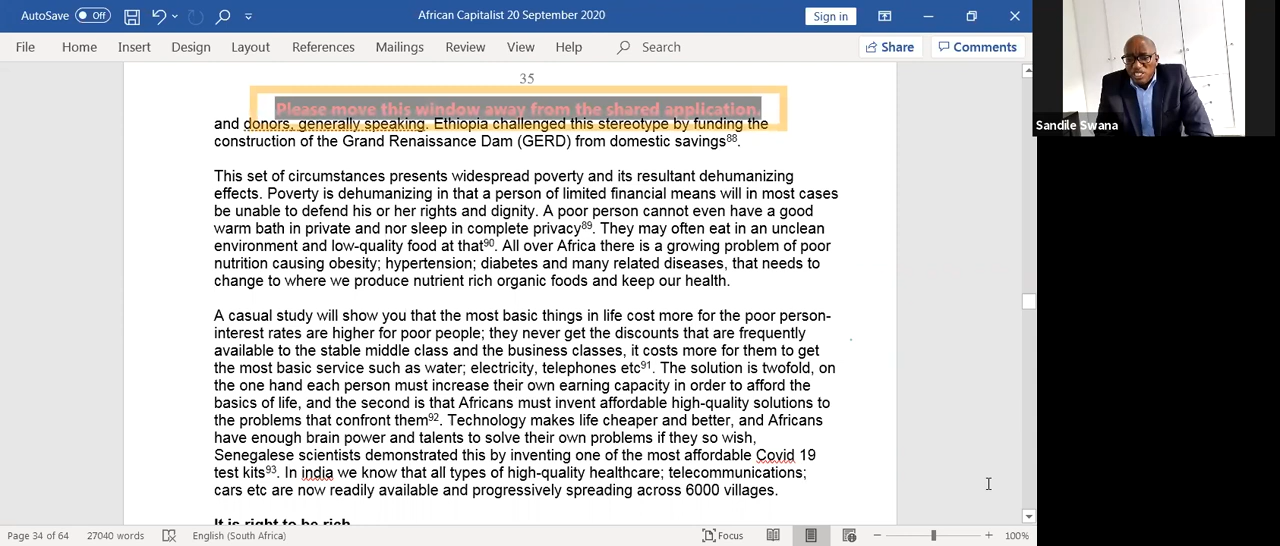 AutoSave Off African Capitalist 20 September 2020 Sign in
File Home Insert Design Layout References Mailings Review View Help Search Share Comments
35
Please move this window away from the shared application.
and donors, generally speaking. Ethiopia challenged this stereotype by funding the
construction of the Grand Renaissance Dam (GERD) from domestic savings88.
This set of circumstances presents widespread poverty and its resultant dehumanizing
effects. Poverty is dehumanizing in that a person of limited financial means will in most cases
be unable to defend his or her rights and dignity. A poor person cannot even have a good
warm bath in private and nor sleep in complete privacy89. They may often eat in an unclean
environment and low-quality food at that90. All over Africa there is a growing problem of poor
nutrition causing obesity; hypertension; diabetes and many related diseases, that needs to
change to where we produce nutrient rich organic foods and keep our health.
A casual study will show you that the most basic things in life cost more for the poor person-
interest rates are higher for poor people; they never get the discounts that are frequently
available to the stable middle class and the business classes, it costs more for them to get
the most basic service such as water; electricity, telephones etc91. The solution is twofold, on
the one hand each person must increase their own earning capacity in order to afford the
basics of life, and the second is that Africans must invent affordable high-quality solutions to
the problems that confront them92. Technology makes life cheaper and better, and Africans
have enough brain power and talents to solve their own problems if they so wish,
Senegalese scientists demonstrated this by inventing one of the most affordable Covid 19
test kits93. In india we know that all types of high-quality healthcare; telecommunications;
cars etc are now readily available and progressively spreading across 6000 villages.
It is right to be rich
Page 34 of 64 27040 words English (South Africa) Focus 100%
Sandile Swana